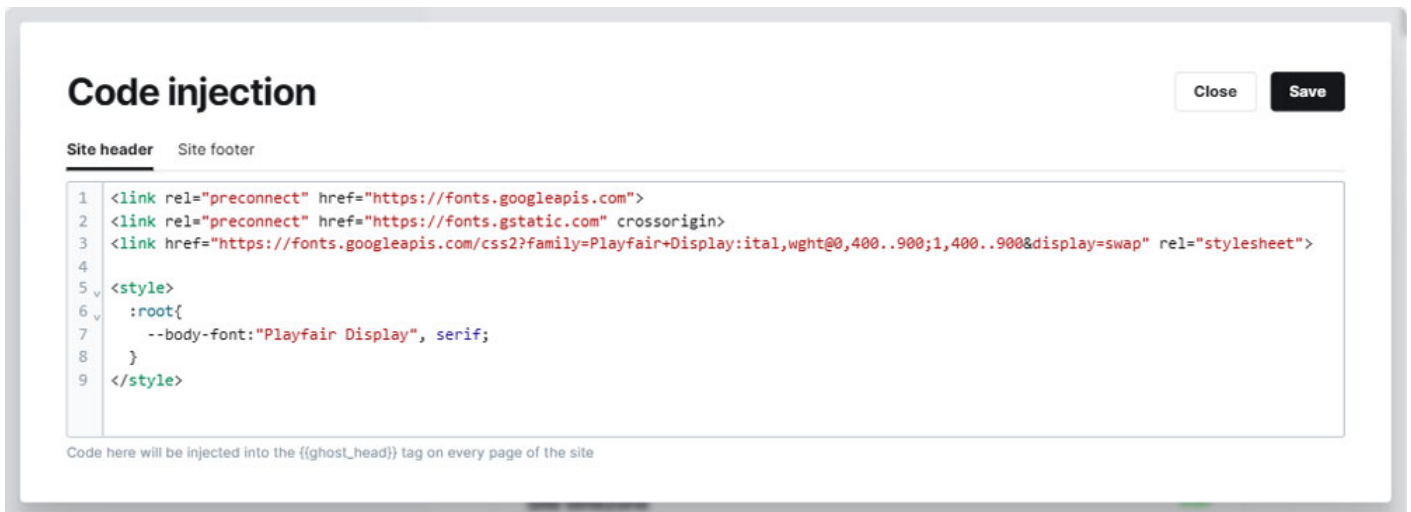 Code injection
Close
Save
Site header
Site footer
1 <link rel="preconnect" href="https://fonts.googleapis.com">
2 <link rel="preconnect" href="https://fonts.gstatic.com" crossorigin>
3 <link href="https://fonts.googleapis.com/css2?family=Playfair+Display:ital,wght@0,400..900;1,400..900&display=swap" rel="stylesheet">
4
5 <style>
6 :root{
7 --body-font:"Playfair Display", serif;
8 }
9 </style>
Code here will be injected into the {{ghost_head}} tag on every page of the site